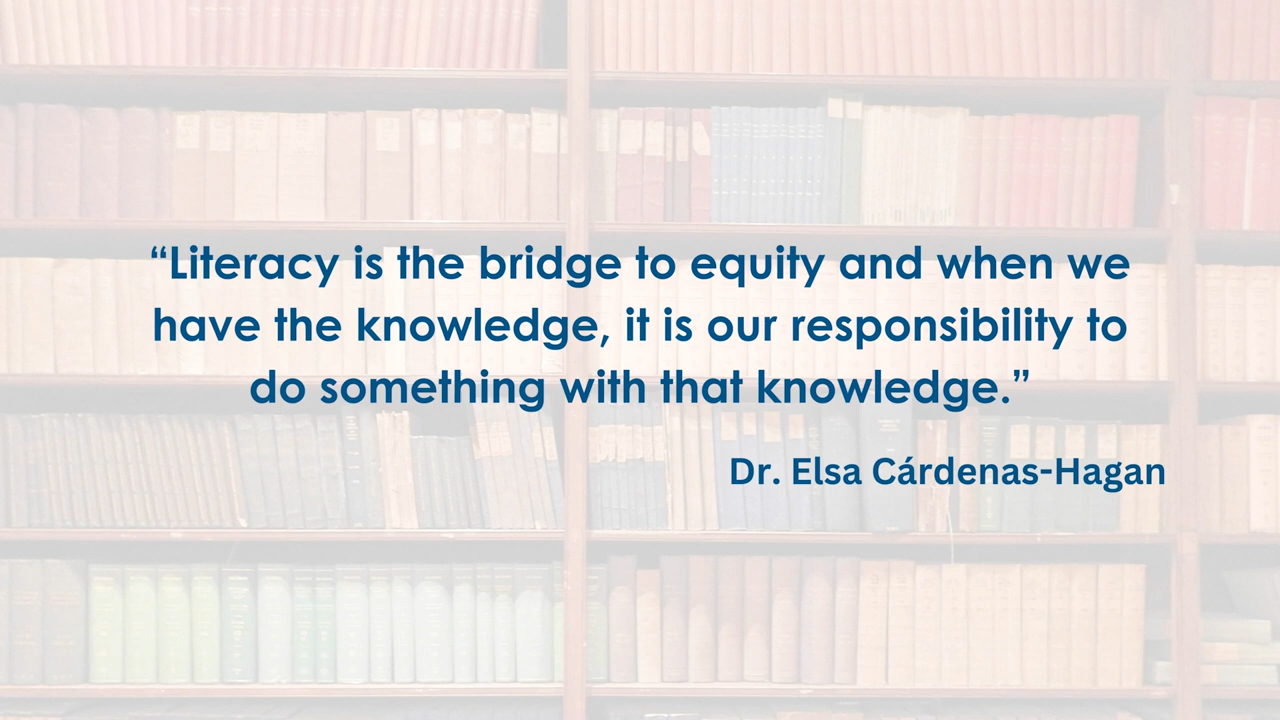 “Literacy is the bridge to equity and when we
have the knowledge, it is our responsibility to
do something with that knowledge.”
Dr. Elsa Cárdenas-Hagan